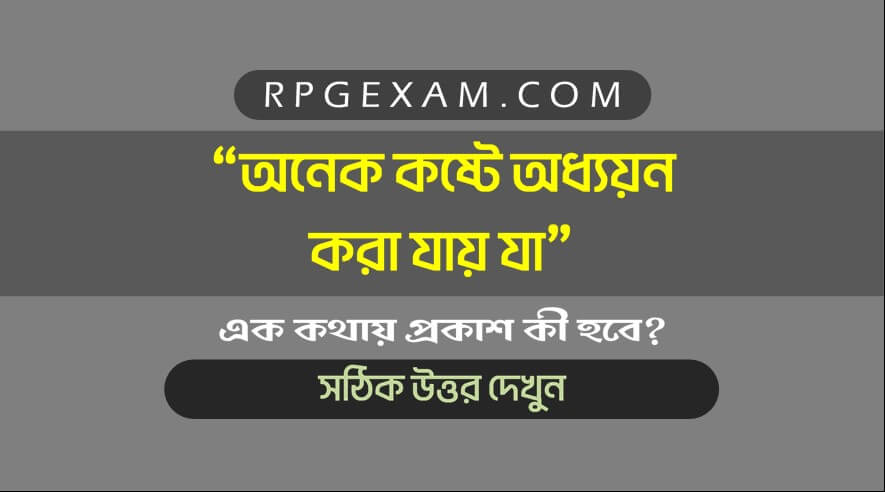 RPGEXAM.COM
“অনেক কষ্টে অধ্যয়ন
করা যায় যা”
এক কথায় প্রকাশ কী হবে?
সঠিক উত্তর দেখুন